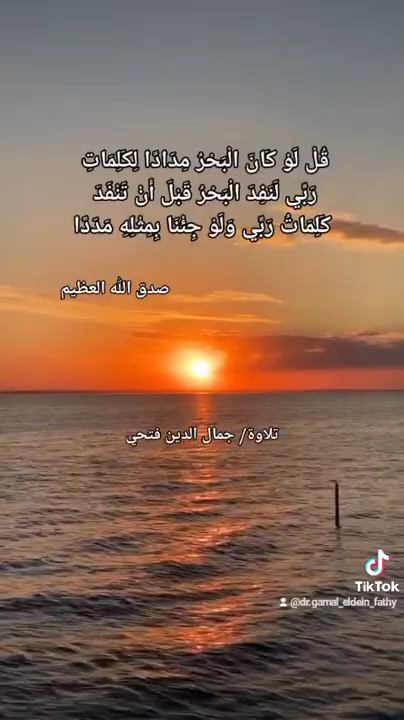 قُلْ لَوْ كَانَ الْبَحْرُ مِدَادًا لِكَلِمَاتِ
رَبِّي لَنَفِدَ الْبَحْرُ قَبْلَ أَنْ تَنْفَدَ
كَلِمَاتُ رَبِّي وَلَوْ جِئْنَا بِمِثْلِهِ مَدَدًا
صدق الله العظيم
تلاوة/ جمال الدين فتحي
TikTok
@dr.gamal_eldein_fathy